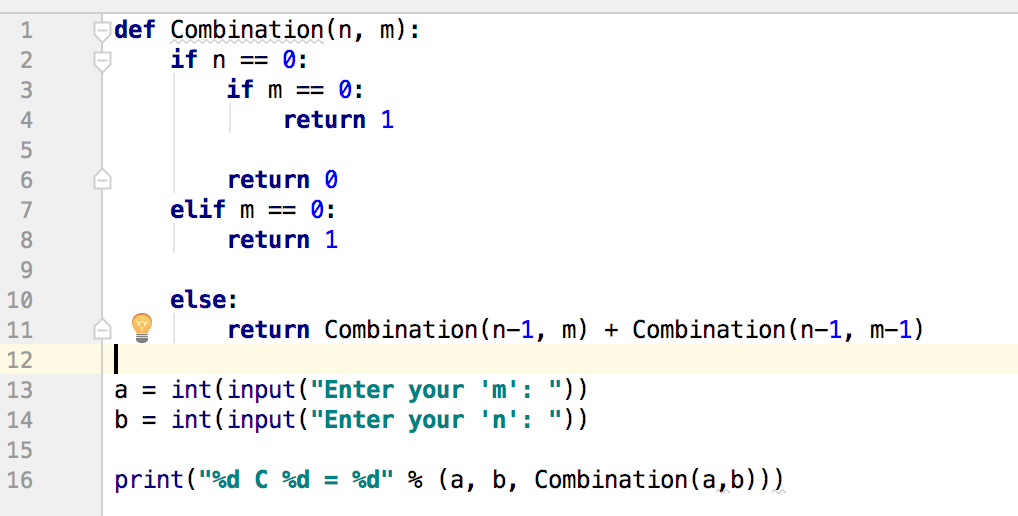 1 def Combination(n, m):
2     if n == 0:
3         if m == 0:
4             return 1
5
6         return 0
7     elif m == 0:
8         return 1
9
10     else:
11         return Combination(n-1, m) + Combination(n-1, m-1)
12
13 a = int(input("Enter your 'm': "))
14 b = int(input("Enter your 'n': "))
15
16 print("%d C %d = %d" % (a, b, Combination(a,b)))